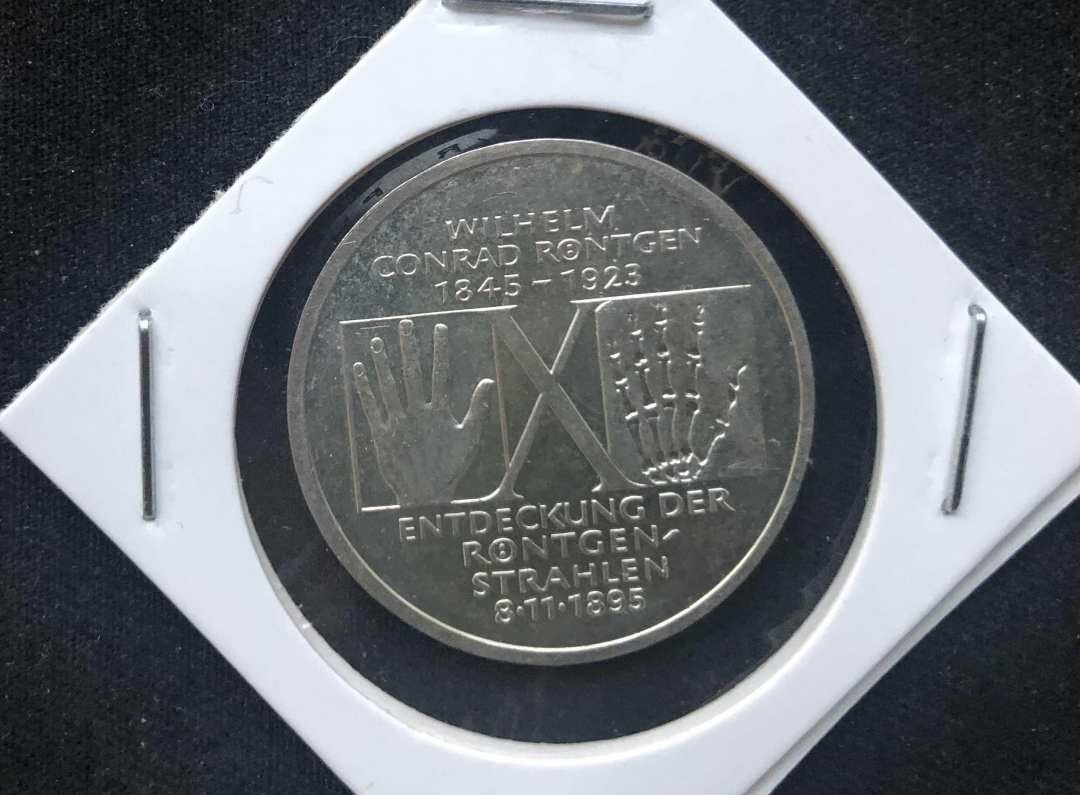 WILHELM
CONRAD RÖNTGEN
1845 – 1923
X
ENTDECKUNG DER
RÖNTGEN-
STRAHLEN
8·11·1895